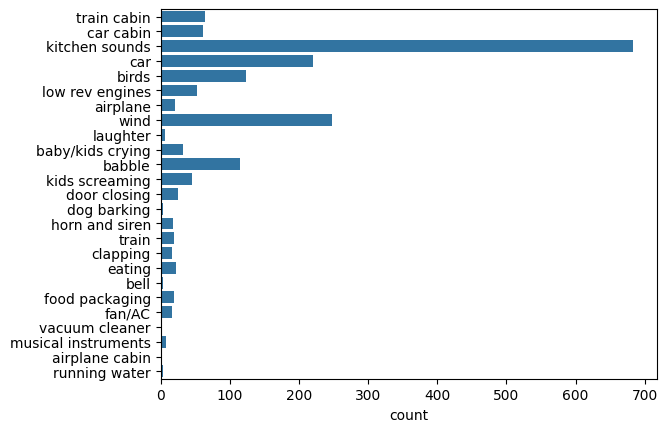 train cabin
car cabin
kitchen sounds
car
birds
low rev engines
airplane
wind
laughter
baby/kids crying
babble
kids screaming
door closing
dog barking
horn and siren
train
clapping
eating
bell
food packaging
fan/AC
vacuum cleaner
musical instruments
airplane cabin
running water
0 100 200 300 400 500 600 700
count